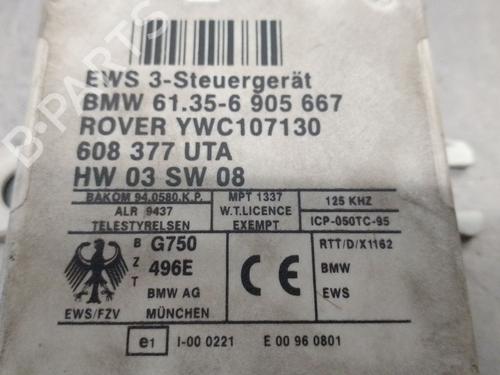 B-PARTS
EWS 3-Steuergerät
BMW 61.35-6 905 667
ROVER YWC107130
608 377 UTA
HW 03 SW 08
BAKOM 94.0580.K.P.
MPT 1337
125 KHZ
ALR 9437
W.T.LICENCE
ICP-050TC-95
TELESTYRELSEN
EXEMPT
B
Z
T
G750
496E
BMW AG
MÜNCHEN
EWS/FZV
CE
RTT/D/X1162
BMW
EWS
e1
I-00 0221
E 00 96 0801